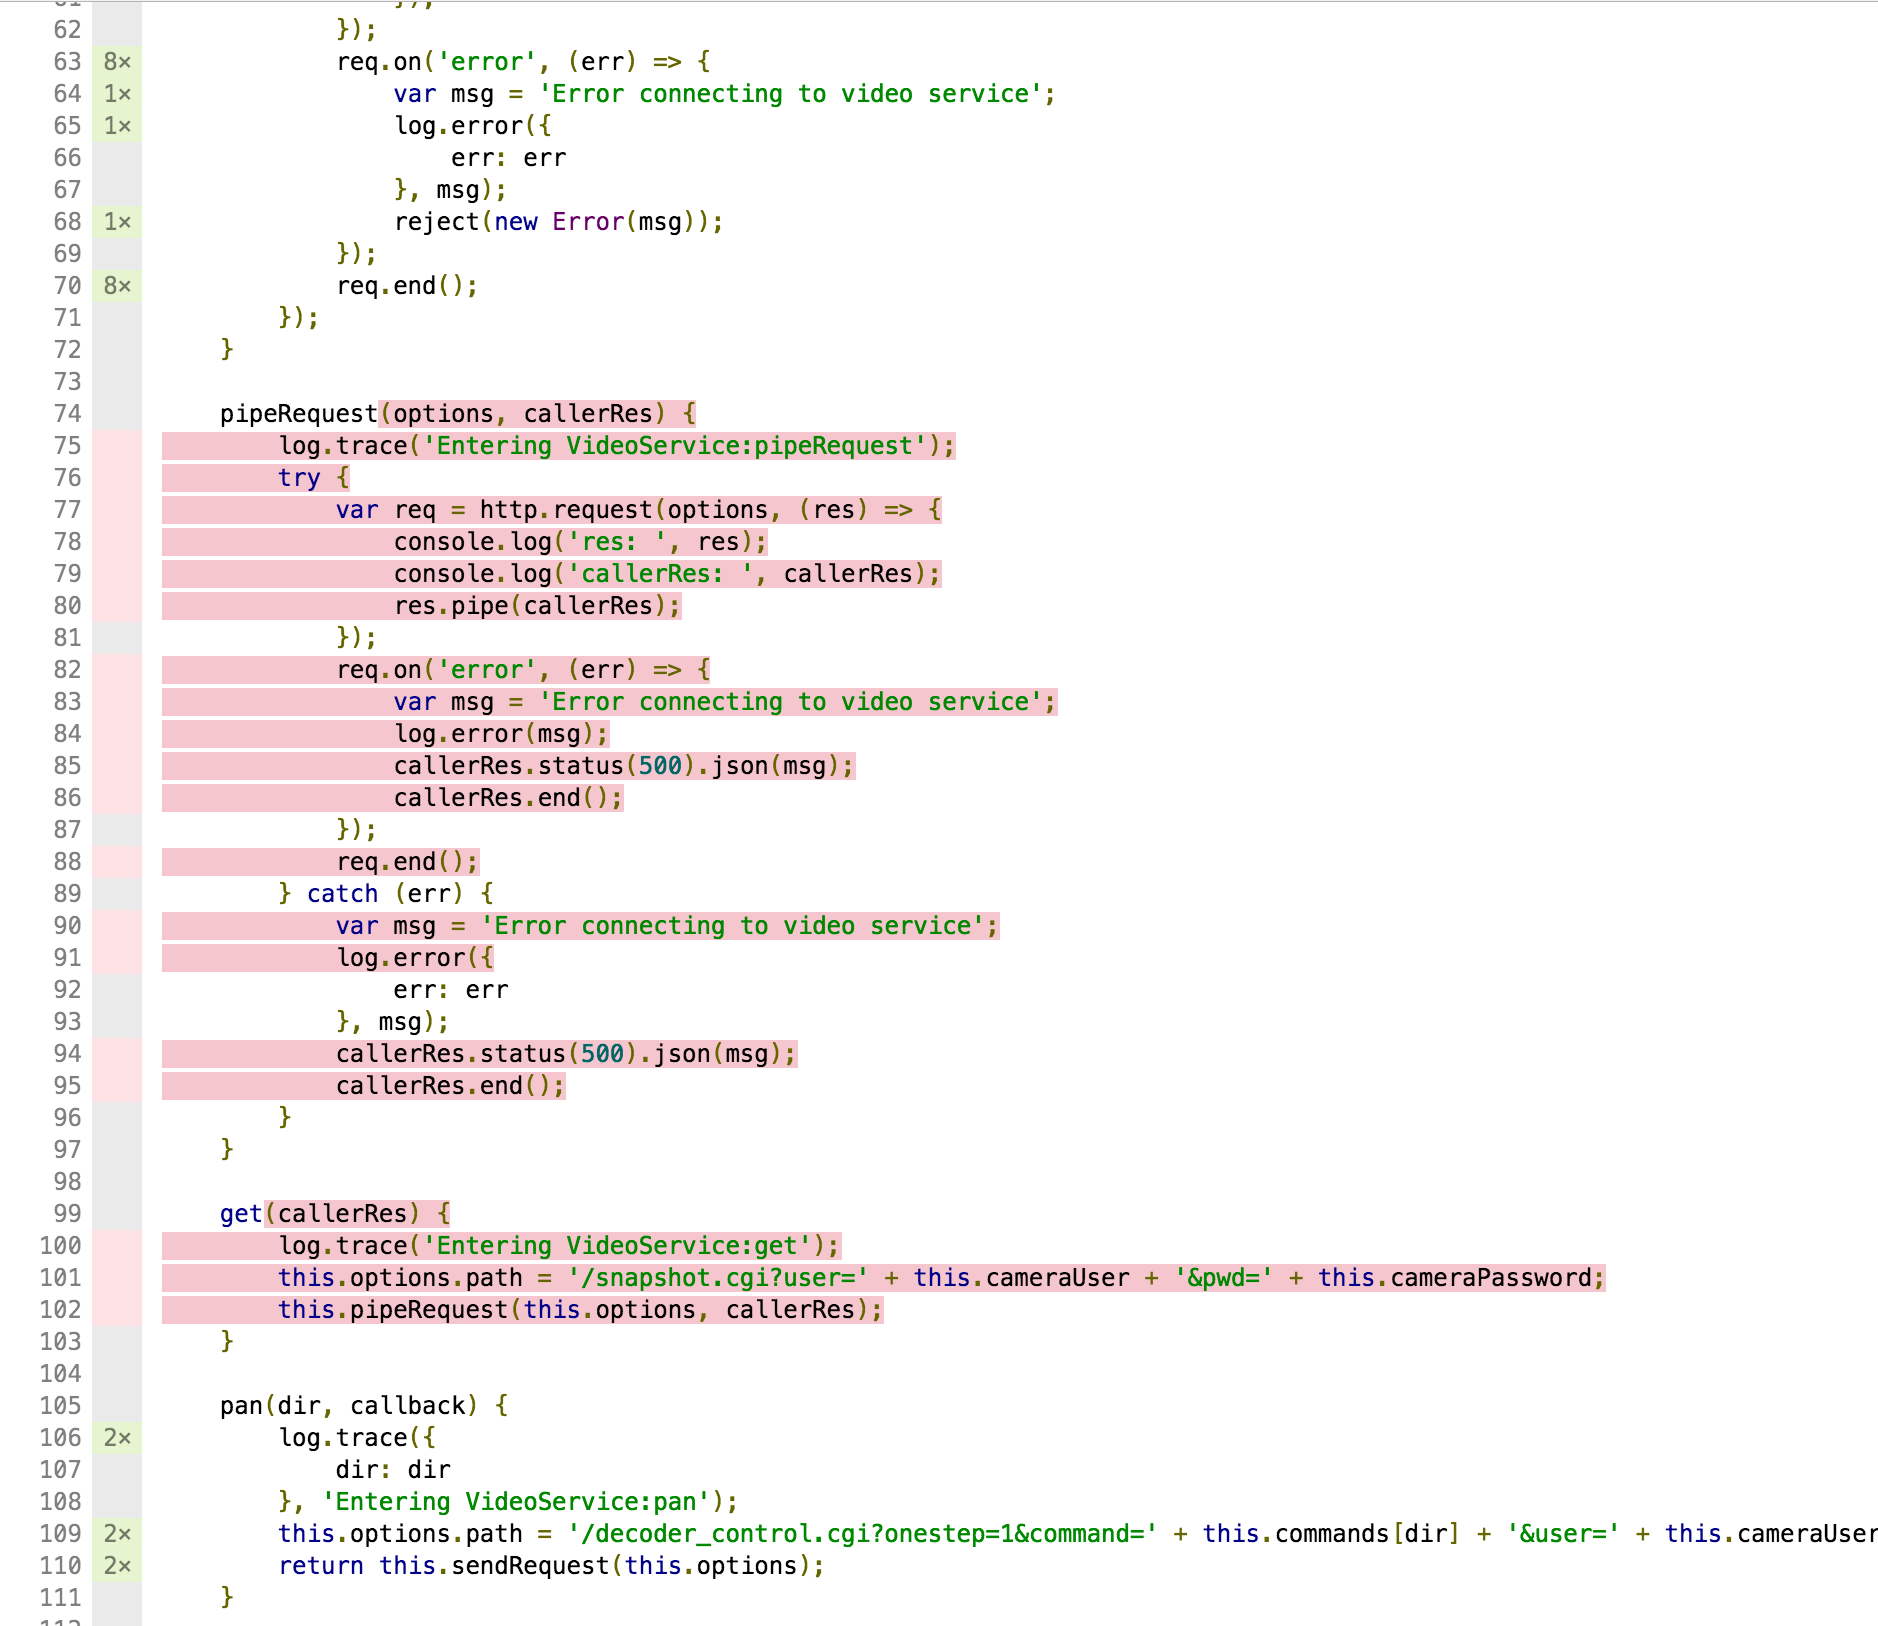 62 });
63 8× req.on('error', (err) => {
64 1× var msg = 'Error connecting to video service';
65 1× log.error({
66 err: err
67 }, msg);
68 1× reject(new Error(msg));
69 });
70 8× req.end();
71 });
72 }
73
74 pipeRequest(options, callerRes) {
75 log.trace('Entering VideoService:pipeRequest');
76 try {
77 var req = http.request(options, (res) => {
78 console.log('res: ', res);
79 console.log('callerRes: ', callerRes);
80 res.pipe(callerRes);
81 });
82 req.on('error', (err) => {
83 var msg = 'Error connecting to video service';
84 log.error(msg);
85 callerRes.status(500).json(msg);
86 callerRes.end();
87 });
88 req.end();
89 } catch (err) {
90 var msg = 'Error connecting to video service';
91 log.error({
92 err: err
93 }, msg);
94 callerRes.status(500).json(msg);
95 callerRes.end();
96 }
97 }
98
99 get(callerRes) {
100 log.trace('Entering VideoService:get');
101 this.options.path = '/snapshot.cgi?user=' + this.cameraUser + '&pwd=' + this.cameraPassword;
102 this.pipeRequest(this.options, callerRes);
103 }
104
105 pan(dir, callback) {
106 2× log.trace({
107 dir: dir
108 }, 'Entering VideoService:pan');
109 2× this.options.path = '/decoder_control.cgi?onestep=1&command=' + this.commands[dir] + '&user=' + this.cameraUser
110 2× return this.sendRequest(this.options);
111 }